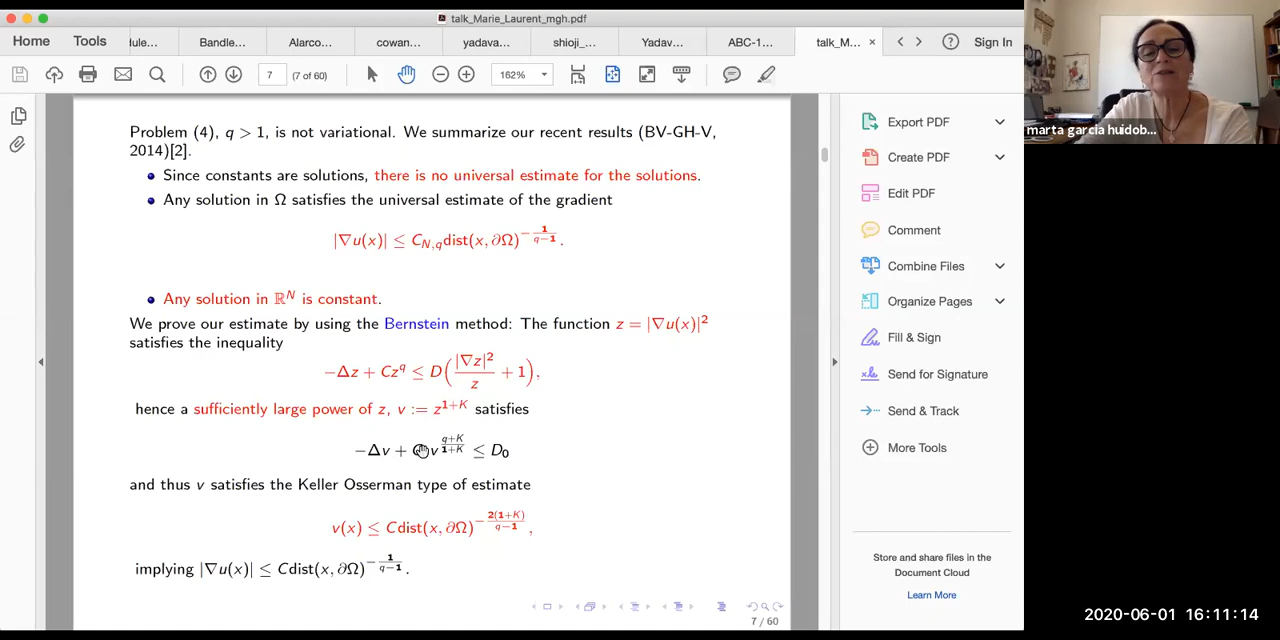 talk_Marie_Laurent_mgh.pdf
Home
Tools
dule...
Bandle...
Alarco...
cowan...
yadava...
shioji_...
Yadav...
ABC-1...
talk_M... ×
Sign In
7 (7 of 60)
162%
Problem (4), q > 1, is not variational. We summarize our recent results (BV-GH-V,
2014)[2].
• Since constants are solutions, there is no universal estimate for the solutions.
• Any solution in Ω satisfies the universal estimate of the gradient
|∇u(x)| ≤ C_{N,q}dist(x, ∂Ω)^{-\frac{1}{q-1}}.
• Any solution in ℝ^N is constant.
We prove our estimate by using the Bernstein method: The function z = |∇u(x)|^2
satisfies the inequality
−Δz + Cz^q ≤ D(\frac{|∇z|^2}{z} + 1),
hence a sufficiently large power of z, v := z^{1+K} satisfies
−Δv + v^{\frac{q+K}{1+K}} ≤ D_0
and thus v satisfies the Keller Osserman type of estimate
v(x) ≤ Cdist(x, ∂Ω)^{-\frac{2(1+K)}{q-1}},
implying |∇u(x)| ≤ Cdist(x, ∂Ω)^{-\frac{1}{q-1}}.
7 / 60
Export PDF
Create PDF
Edit PDF
Comment
Combine Files
Organize Pages
Fill & Sign
Send for Signature
Send & Track
More Tools
Store and share files in the
Document Cloud
Learn More
marta garcia huidob...
2020-06-01 16:11:14